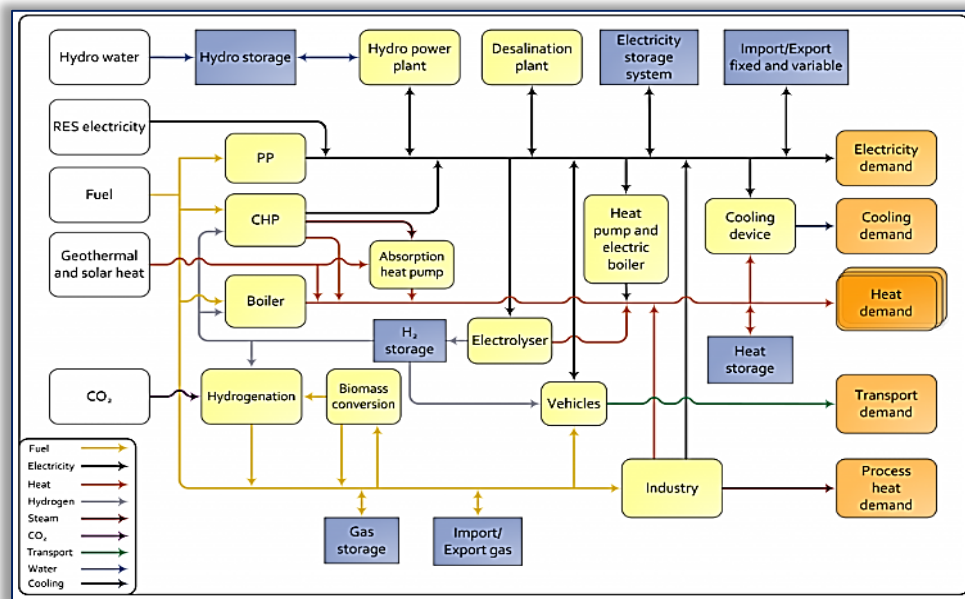 Hydro water
Hydro storage
Hydro power
plant
Desalination
plant
Electricity
storage
system
Import/Export
fixed and variable
RES electricity
PP
Electricity
demand
Fuel
CHP
Heat
pump and
electric
boiler
Cooling
device
Cooling
demand
Geothermal
and solar heat
Absorption
heat pump
Boiler
Heat
demand
H₂
storage
Electrolyser
Heat
storage
CO₂
Hydrogenation
Biomass
conversion
Vehicles
Transport
demand
Fuel
Electricity
Heat
Hydrogen
Steam
CO₂
Transport
Water
Cooling
Industry
Process
heat
demand
Gas
storage
Import/
Export gas